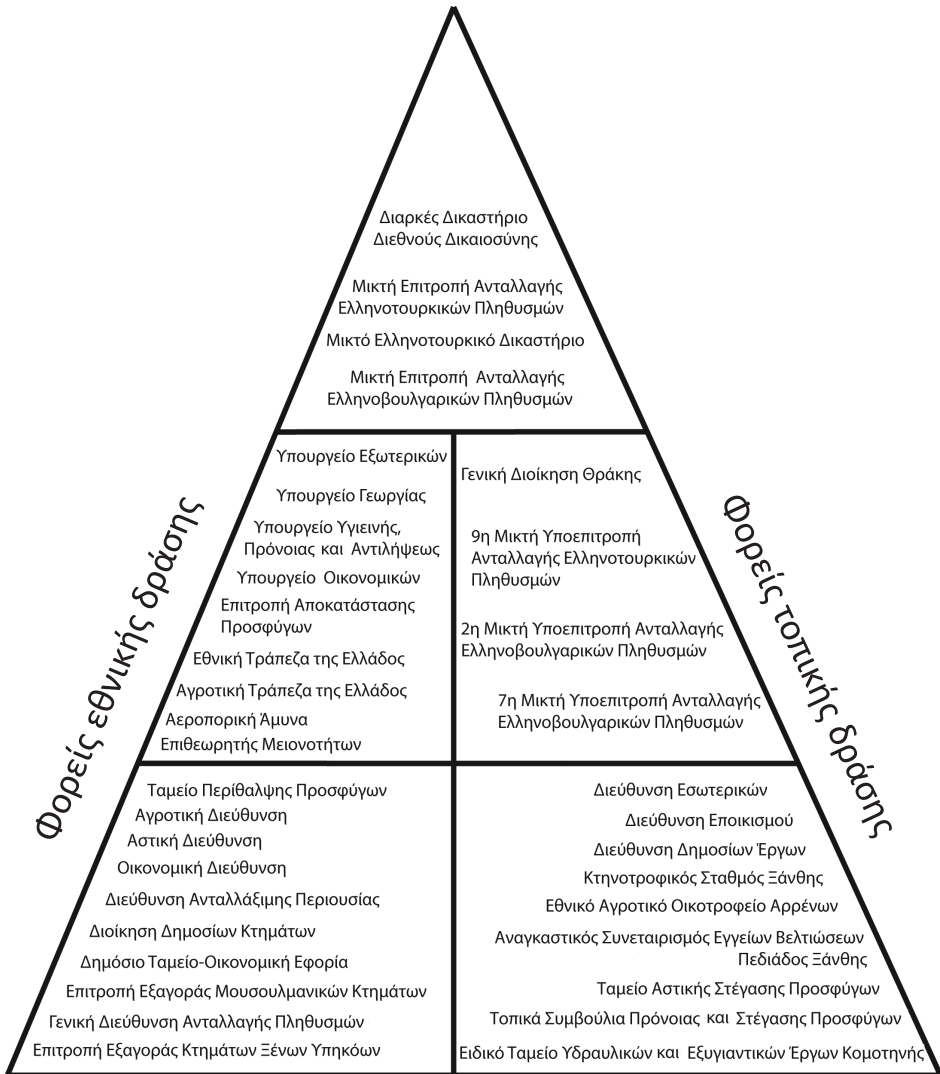 Διαρκές Δικαστήριο
Διεθνούς Δικαιοσύνης
Μικτή Επιτροπή Ανταλλαγής
Ελληνοτουρκικών Πληθυσμών
Μικτό Ελληνοτουρκικό Δικαστήριο
Μικτή Επιτροπή Ανταλλαγής
Ελληνοβουλγαρικών Πληθυσμών
Φορείς εθνικής δράσης
Υπουργείο Εξωτερικών
Υπουργείο Γεωργίας
Υπουργείο Υγιεινής,
Πρόνοιας και Αντιλήψεως
Υπουργείο Οικονομικών
Επιτροπή Αποκατάστασης
Προσφύγων
Εθνική Τράπεζα της Ελλάδος
Αγροτική Τράπεζα της Ελλάδος
Αεροπορική Άμυνα
Επιθεωρητής Μειονοτήτων
Γενική Διοίκηση Θράκης
9η Μικτή Υποεπιτροπή
Ανταλλαγής Ελληνοτουρκικών
Πληθυσμών
2η Μικτή Υποεπιτροπή Ανταλλαγής
Ελληνοβουλγαρικών Πληθυσμών
7η Μικτή Υποεπιτροπή Ανταλλαγής
Ελληνοβουλγαρικών Πληθυσμών
Φορείς τοπικής δράσης
Ταμείο Περίθαλψης Προσφύγων
Αγροτική Διεύθυνση
Αστική Διεύθυνση
Οικονομική Διεύθυνση
Διεύθυνση Ανταλλάξιμης Περιουσίας
Διοίκηση Δημοσίων Κτημάτων
Δημόσιο Ταμείο-Οικονομική Εφορία
Επιτροπή Εξαγοράς Μουσουλμανικών Κτημάτων
Γενική Διεύθυνση Ανταλλαγής Πληθυσμών
Επιτροπή Εξαγοράς Κτημάτων Ξένων Υπηκόων
Διεύθυνση Εσωτερικών
Διεύθυνση Εποικισμού
Διεύθυνση Δημοσίων Έργων
Κτηνοτροφικός Σταθμός Ξάνθης
Εθνικό Αγροτικό Οικοτροφείο Αρρένων
Αναγκαστικός Συνεταιρισμός Εγγείων Βελτιώσεων
Πεδιάδος Ξάνθης
Ταμείο Αστικής Στέγασης Προσφύγων
Τοπικά Συμβούλια Πρόνοιας και Στέγασης Προσφύγων
Ειδικό Ταμείο Υδραυλικών και Εξυγιαντικών Έργων Κομοτηνής